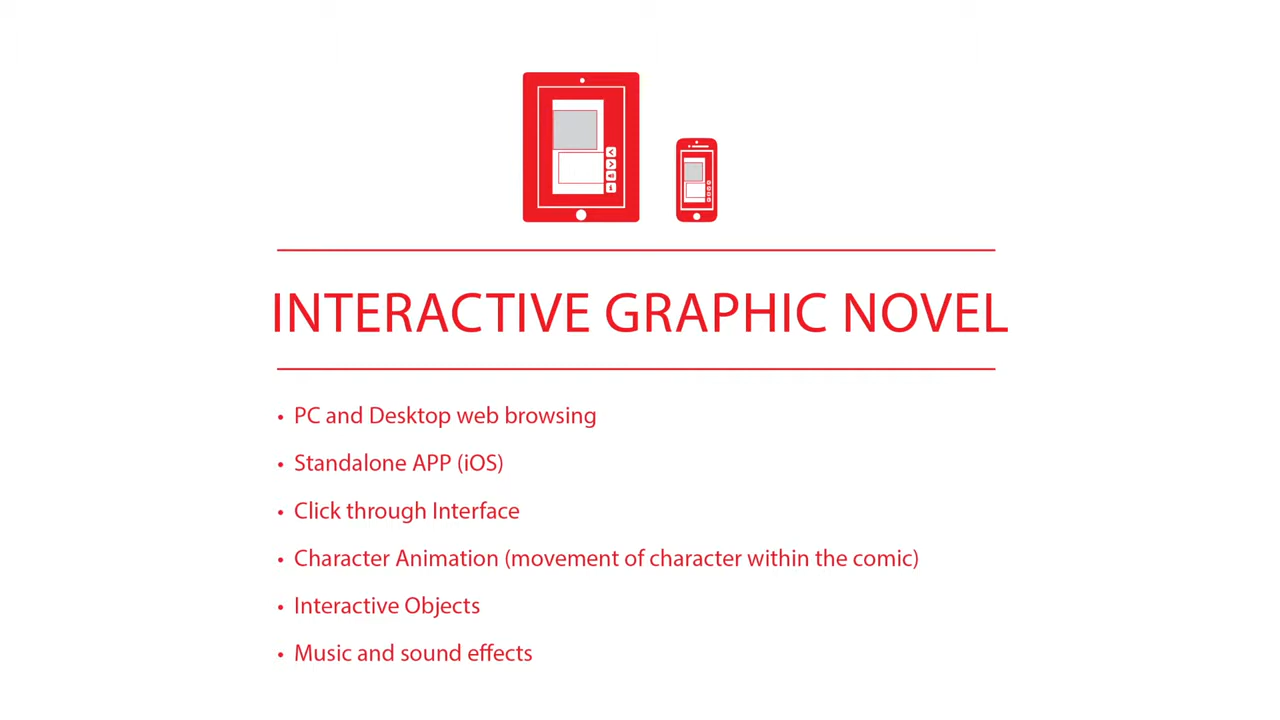 INTERACTIVE GRAPHIC NOVEL
• PC and Desktop web browsing
• Standalone APP (iOS)
• Click through Interface
• Character Animation (movement of character within the comic)
• Interactive Objects
• Music and sound effects